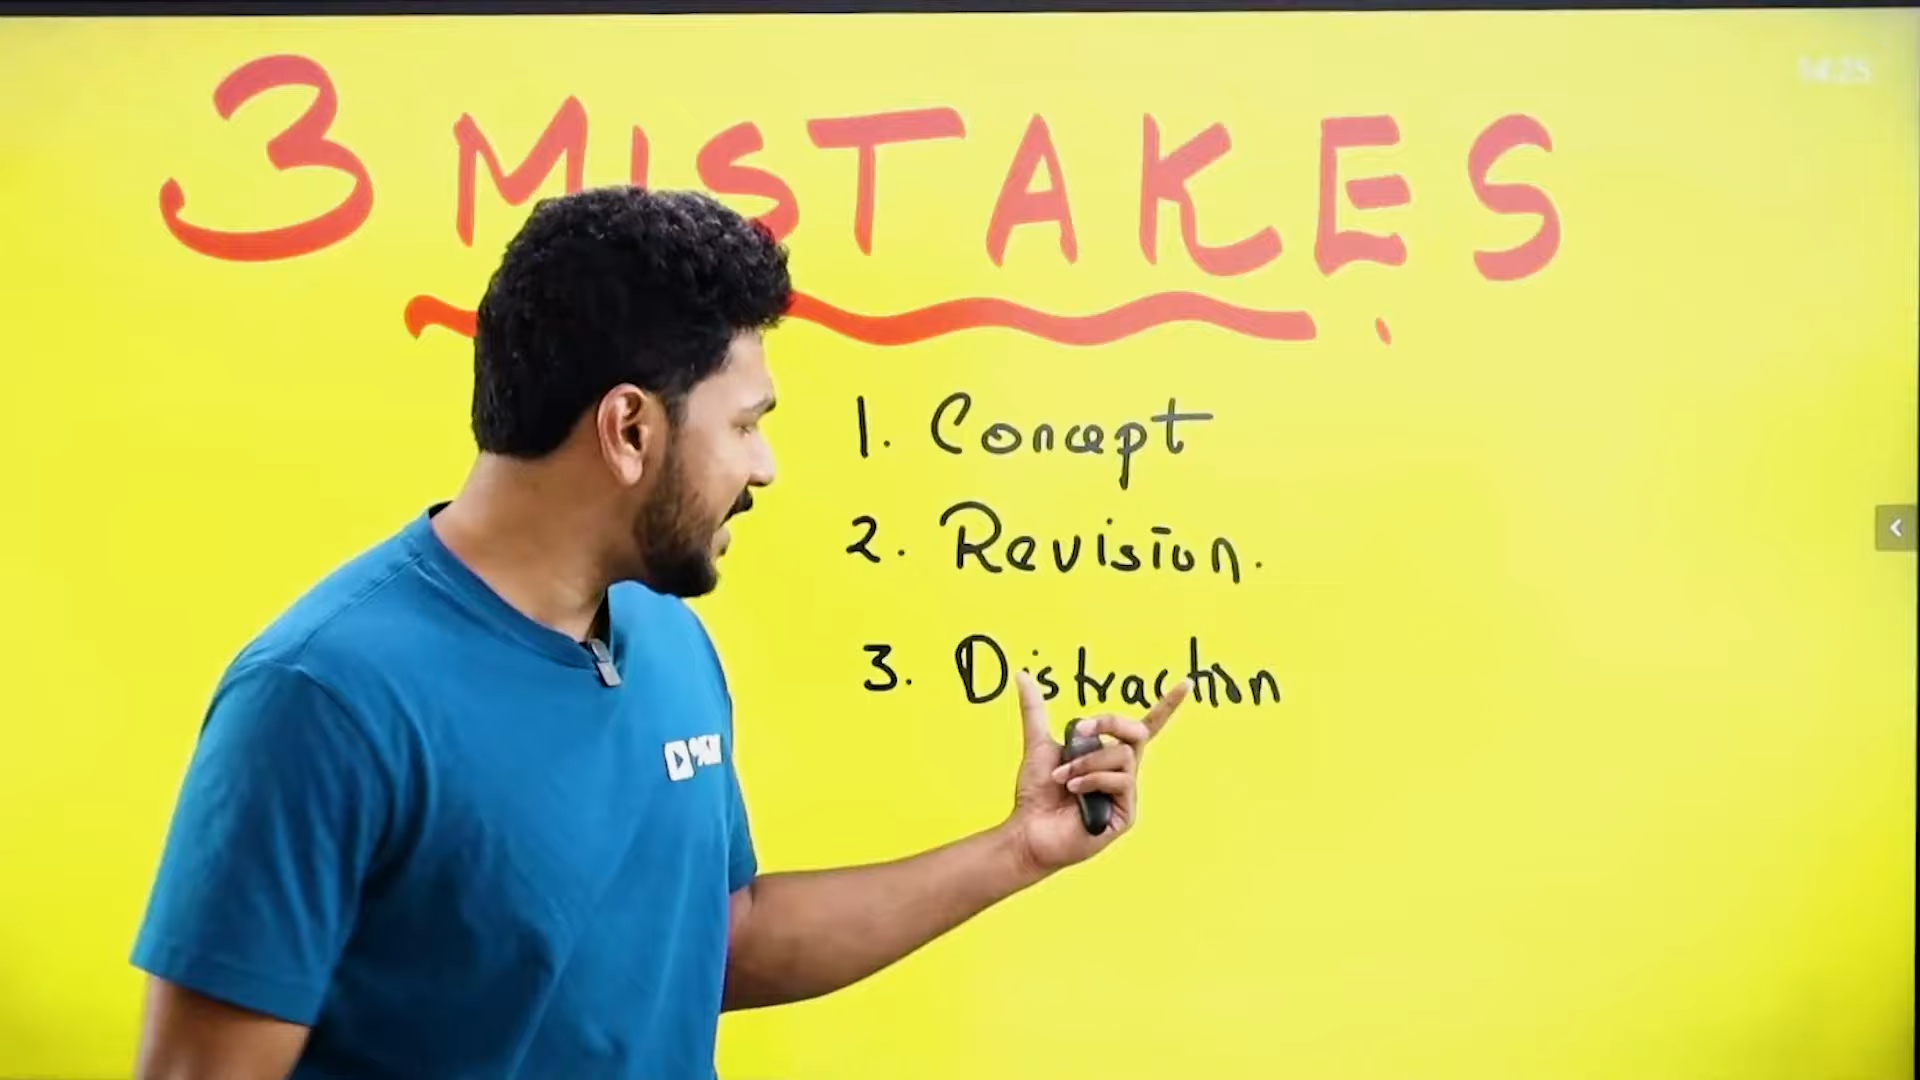 3 MISTAKES
1. Concept
2. Revision.
3. Distraction